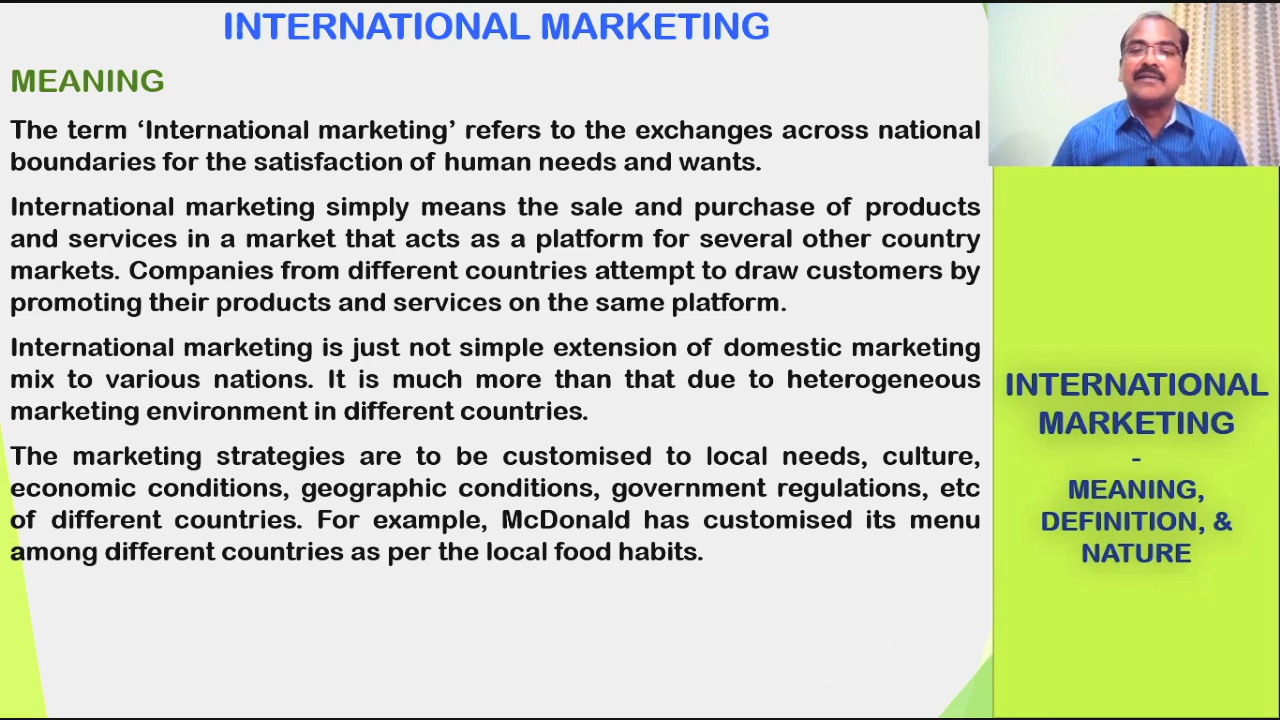 INTERNATIONAL MARKETING
MEANING
The term ‘International marketing’ refers to the exchanges across national
boundaries for the satisfaction of human needs and wants.
International marketing simply means the sale and purchase of products
and services in a market that acts as a platform for several other country
markets. Companies from different countries attempt to draw customers by
promoting their products and services on the same platform.
International marketing is just not simple extension of domestic marketing
mix to various nations. It is much more than that due to heterogeneous
marketing environment in different countries.
The marketing strategies are to be customised to local needs, culture,
economic conditions, geographic conditions, government regulations, etc
of different countries. For example, McDonald has customised its menu
among different countries as per the local food habits.
INTERNATIONAL
MARKETING
-
MEANING,
DEFINITION, &
NATURE